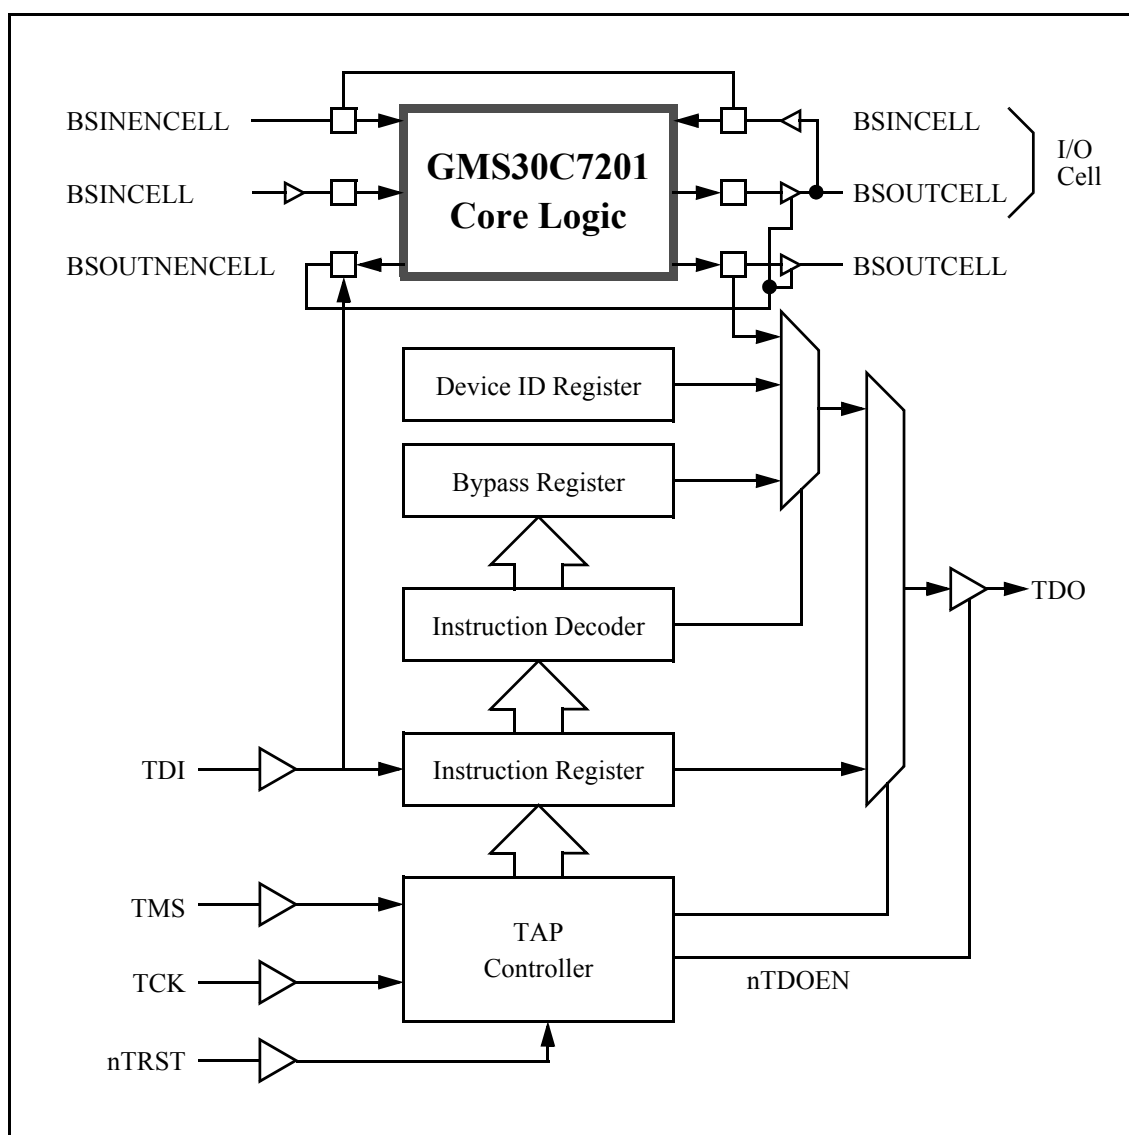 BSINENCELL
BSINCELL
BSOUTNENCELL
GMS30C7201
Core Logic
BSINCELL
BSOUTCELL
BSOUTCELL
I/O
Cell
Device ID Register
Bypass Register
Instruction Decoder
TDO
TDI
Instruction Register
TMS
TAP
Controller
TCK
nTDOEN
nTRST